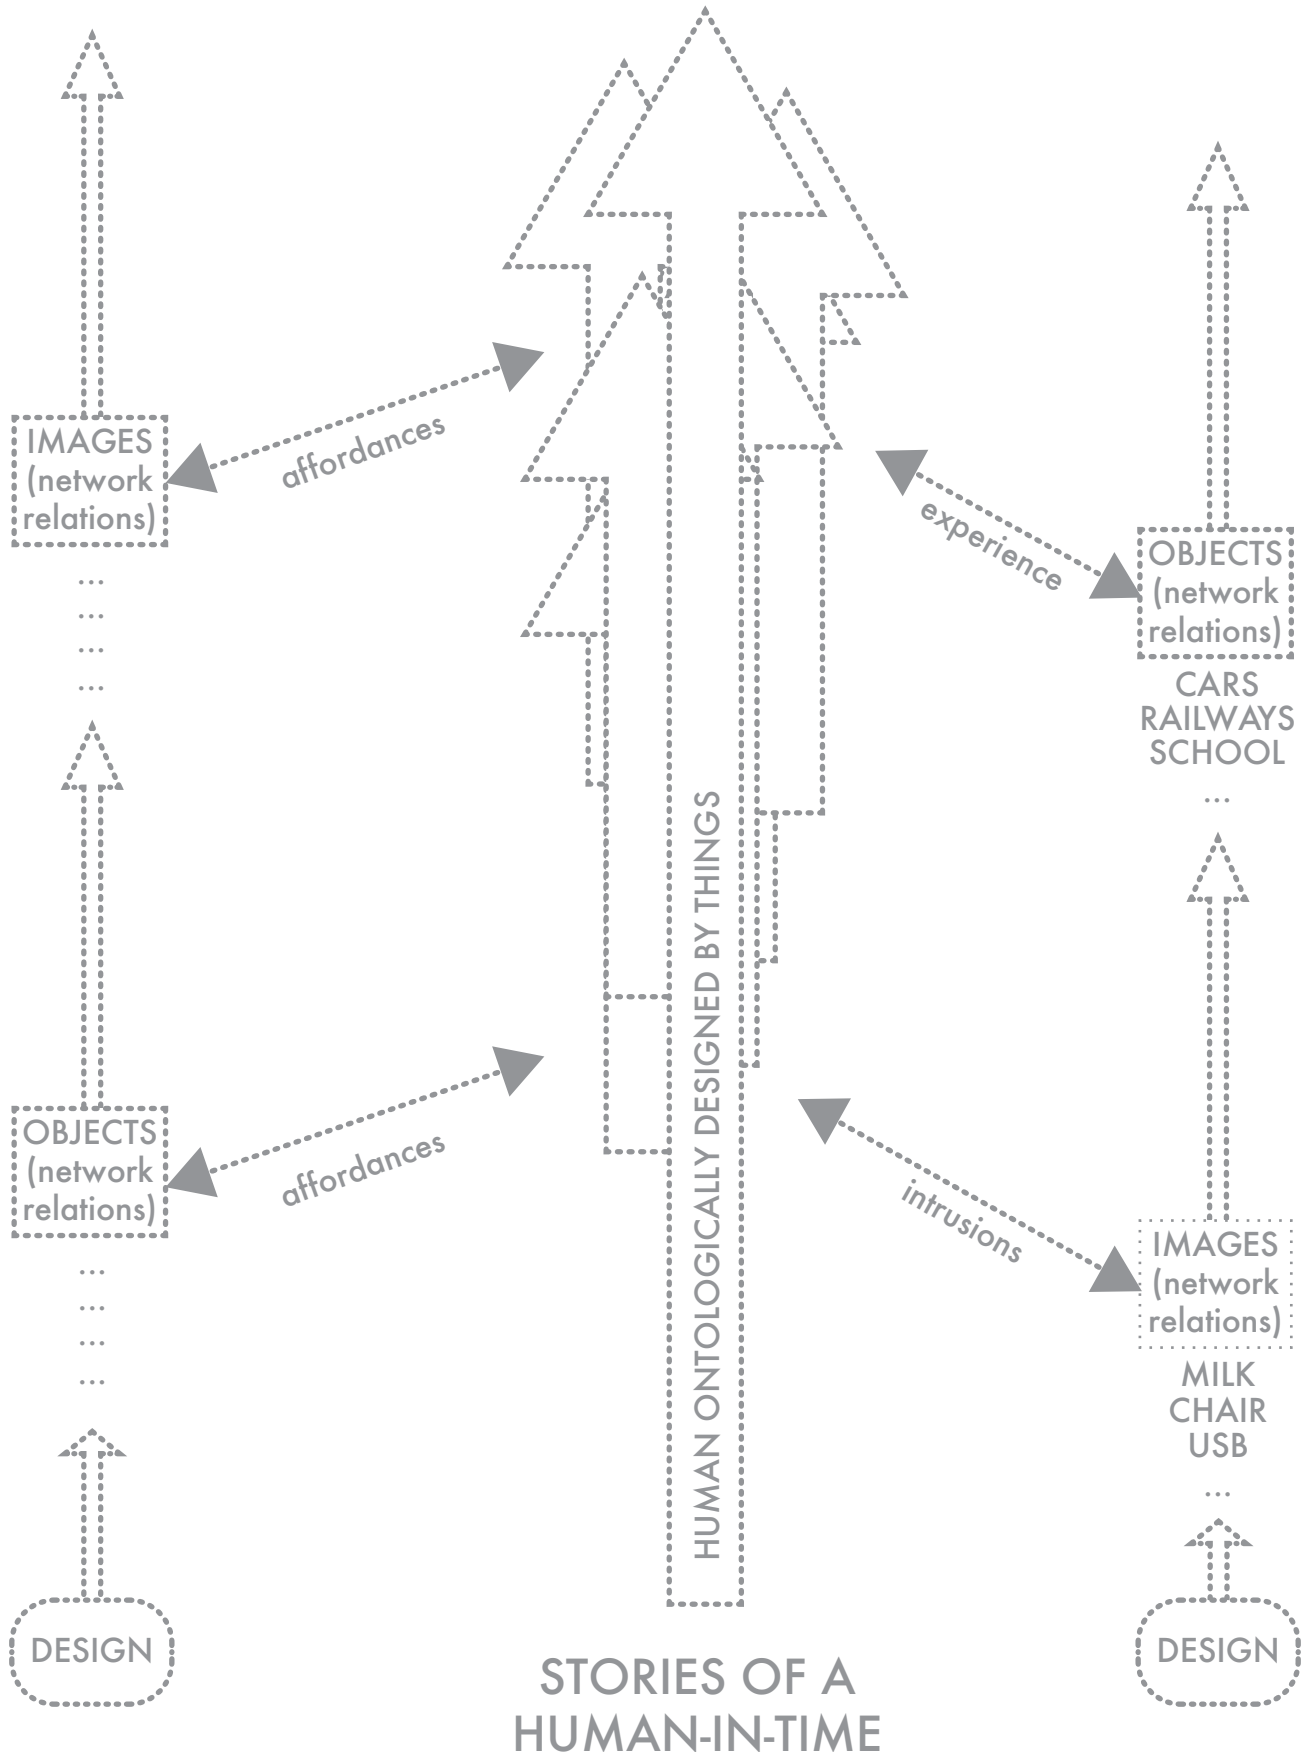 IMAGES
(network
relations)
...
...
...
...
affordances
OBJECTS
(network
relations)
...
...
...
...
affordances
DESIGN
HUMAN ONTOLOGICALLY DESIGNED BY THINGS
experience
OBJECTS
(network
relations)
CARS
RAILWAYS
SCHOOL
...
intrusions
IMAGES
(network
relations)
MILK
CHAIR
USB
...
DESIGN
STORIES OF A
HUMAN-IN-TIME